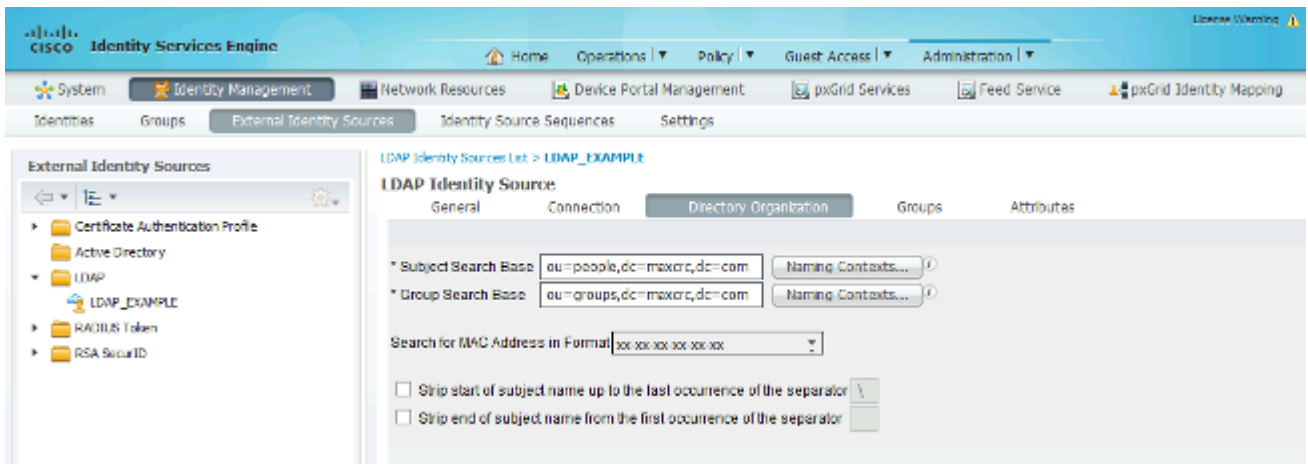 License Warning
CISCO Identity Services Engine
Home Operations Policy Guest Access Administration
System Identity Management Network Resources Device Portal Management pxGrid Services Feed Service pxGrid Identity Mapping
Identities Groups External Identity Sources Identity Source Sequences Settings
External Identity Sources
Certificate Authentication Profile
Active Directory
LDAP
LDAP_EXAMPLE
RADIUS Token
RSA SecurID
LDAP Identity Sources List > LDAP_EXAMPLE
LDAP Identity Source
General Connection Directory Organization Groups Attributes
* Subject Search Base ou=people,dc=maxcrc,dc=com Naming Contexts... i
* Group Search Base ou=groups,dc=maxcrc,dc=com Naming Contexts... i
Search for MAC Address in Format xx-xx-xx-xx-xx-xx
Strip start of subject name up to the last occurrence of the separator \
Strip end of subject name from the first occurrence of the separator